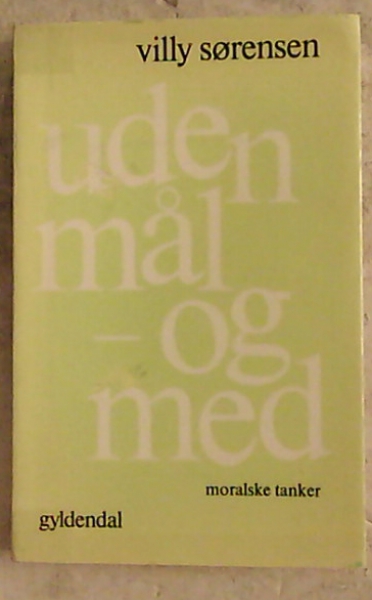 villy sørensen
uden
mål
– og
med
moralske tanker
gyldendal